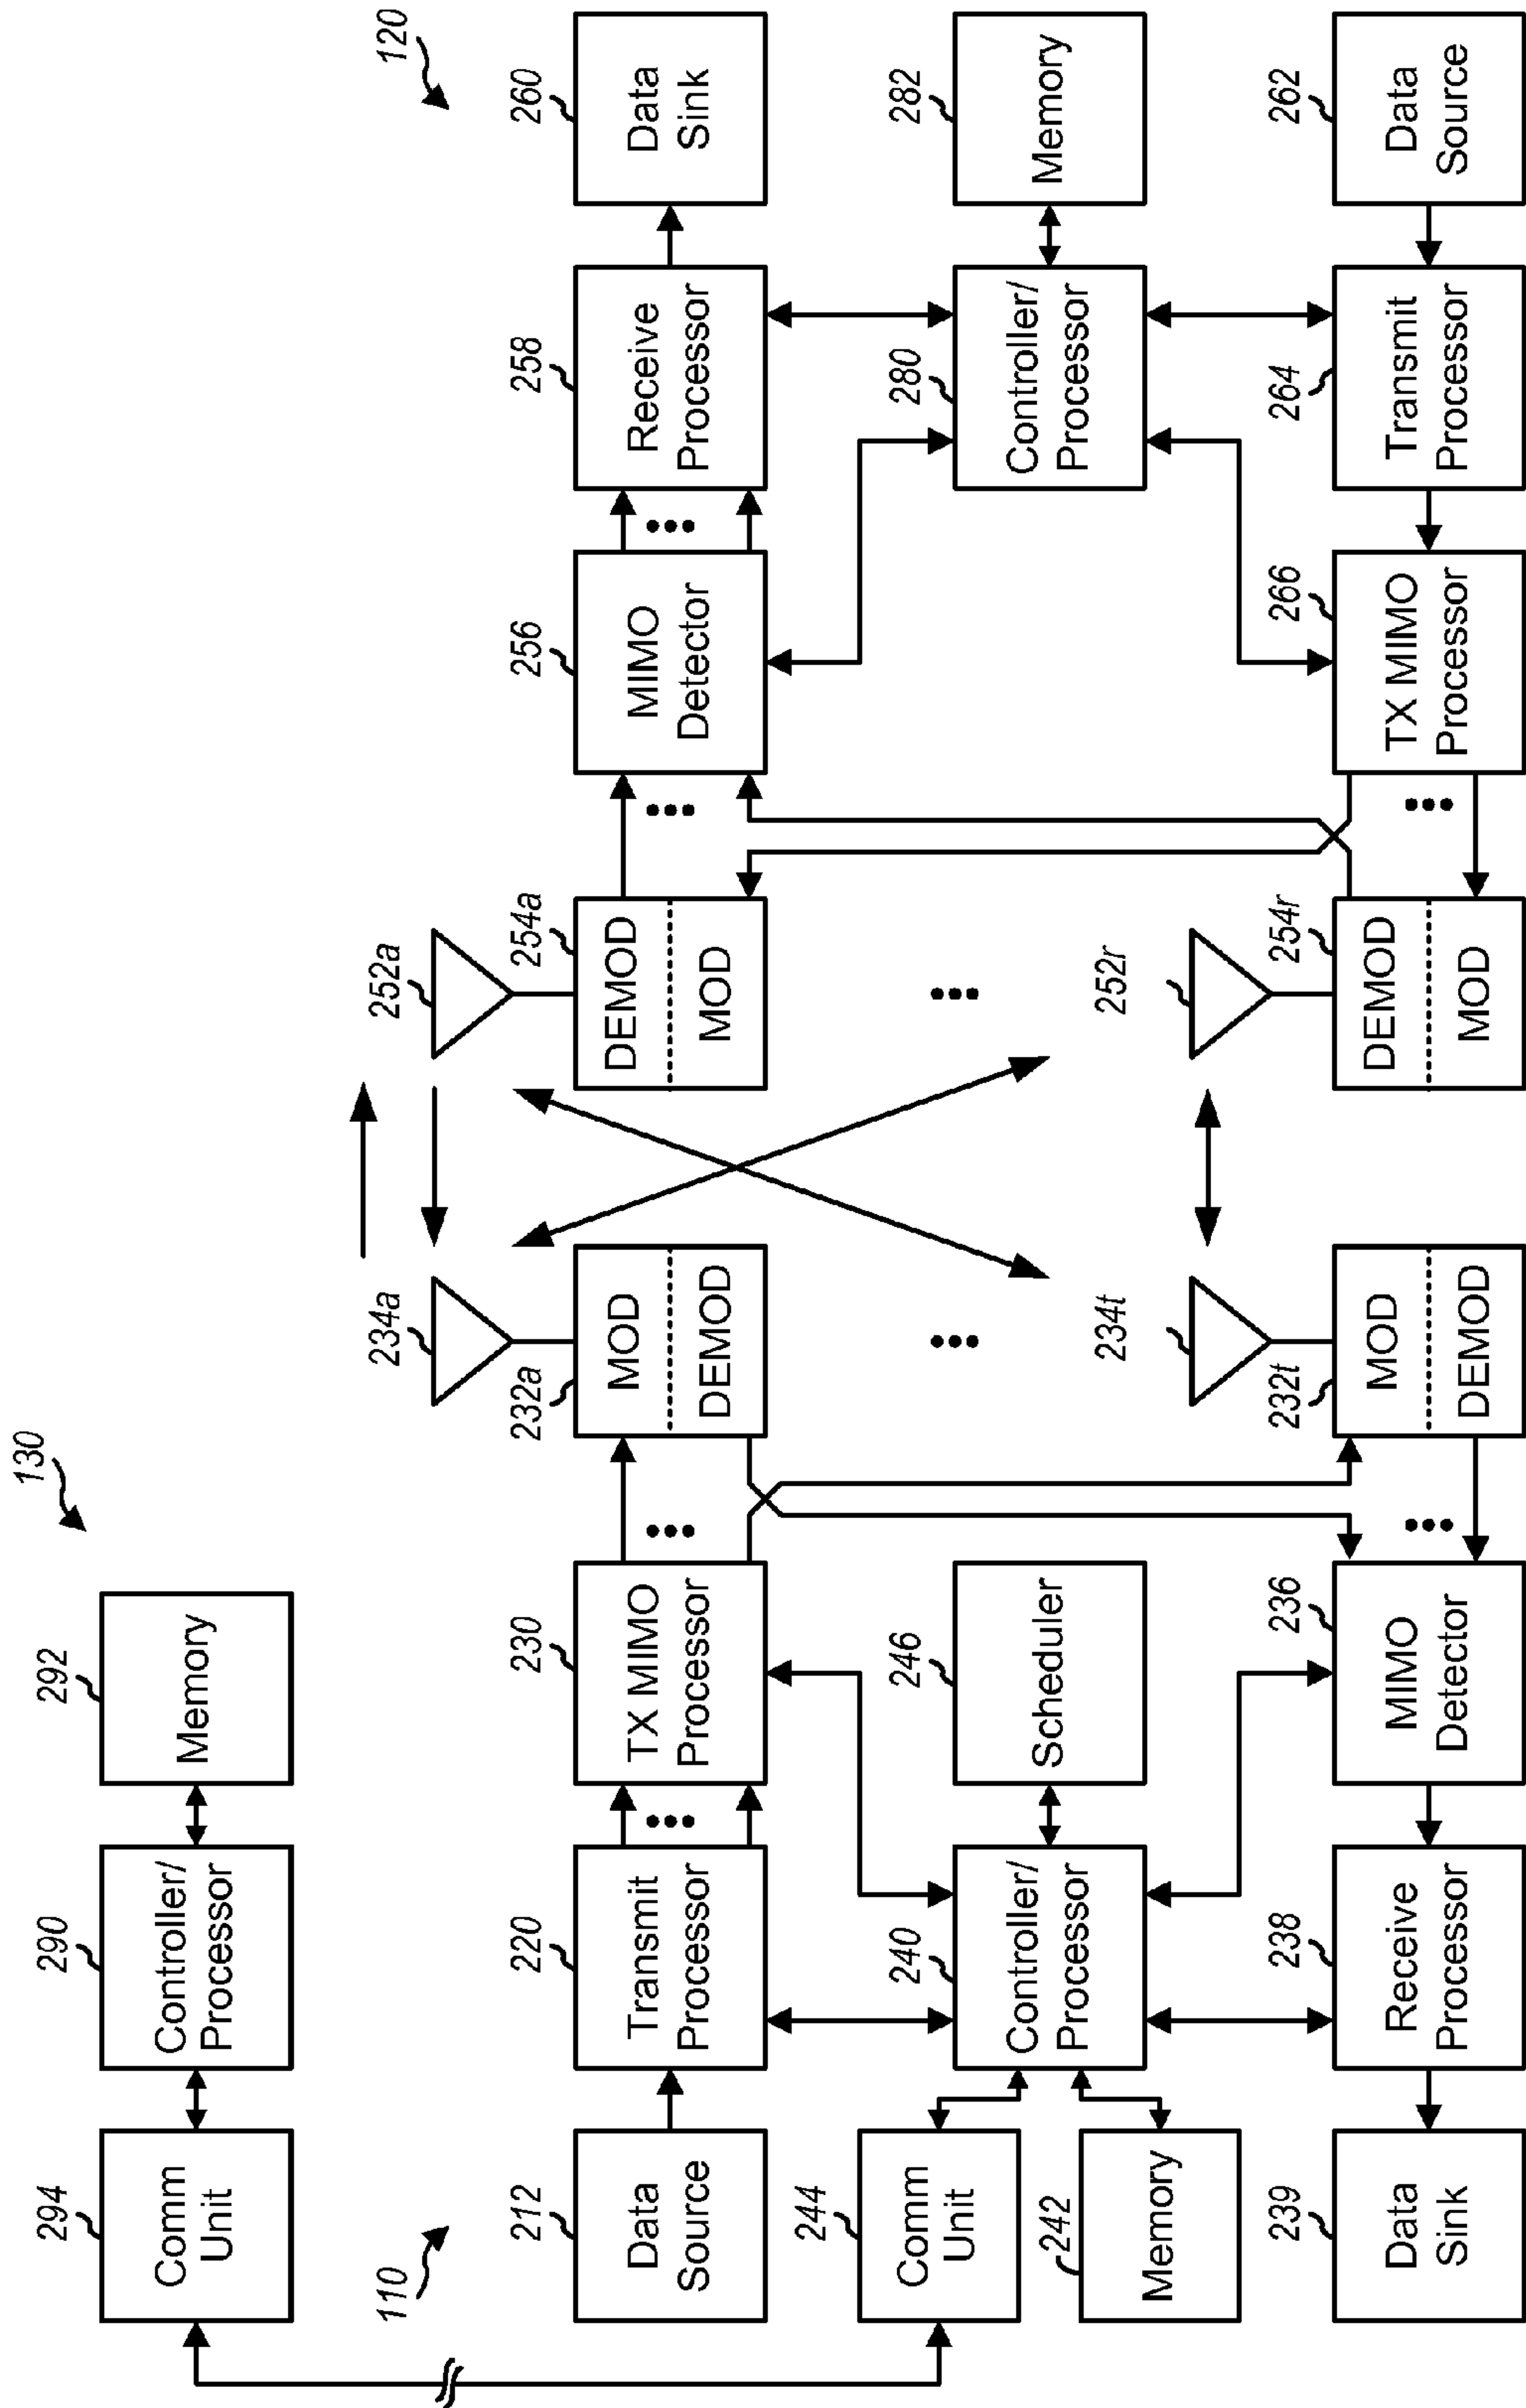 130
294
290
292
Comm
Unit
Controller/
Processor
Memory
110
120
234a
252a
212
220
230
232a
254a
256
258
260
Data
Source
Transmit
Processor
TX MIMO
Processor
MOD
DEMOD
DEMOD
MOD
MIMO
Detector
Receive
Processor
Data
Sink
244
240
246
280
282
Comm
Unit
Controller/
Processor
Scheduler
Controller/
Processor
Memory
242
Memory
234t
252r
239
238
236
232t
254r
266
264
262
Data
Sink
Receive
Processor
MIMO
Detector
MOD
DEMOD
DEMOD
MOD
TX MIMO
Processor
Transmit
Processor
Data
Source